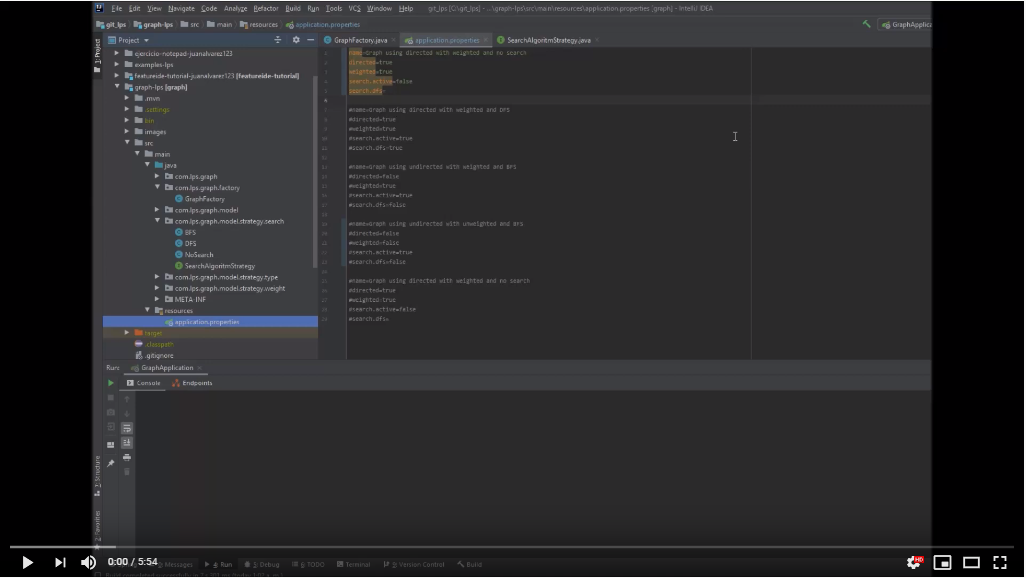 File Edit View Navigate Code Analyze Refactor Build Run Tools VCS Window Help git_lps [C:\git_lps] - ...\graph-lps\src\main\resources\application.properties [graph] - IntelliJ IDEA
git_lps graph-lps src main resources application.properties GraphApplica
Project GraphFactory.java application.properties SearchAlgoritmStrategy.java
1: Project
ejercicio-notepad-juanalvarez123
examples-lps
featureide-tutorial-juanalvarez123 [featureide-tutorial]
graph-lps [graph]
.mvn
.settings
bin
images
src
main
java
com.lps.graph
com.lps.graph.factory
GraphFactory
com.lps.graph.model
com.lps.graph.model.strategy.search
BFS
DFS
NoSearch
SearchAlgoritmStrategy
com.lps.graph.model.strategy.type
com.lps.graph.model.strategy.weight
META-INF
resources
application.properties
target
.classpath
.gitignore
name=Graph using directed with weighted and no search
directed=true
weighted=true
search.active=false
search.dfs=
#name=Graph using directed with weighted and DFS
#directed=true
#weighted=true
#search.active=true
#search.dfs=true
#name=Graph using undirected with weighted and BFS
#directed=false
#weighted=true
#search.active=true
#search.dfs=false
#name=Graph using undirected with unweighted and BFS
#directed=false
#weighted=false
#search.active=true
#search.dfs=false
#name=Graph using directed with weighted and no search
#directed=true
#weighted=true
#search.active=false
#search.dfs=
Run: GraphApplication
Console Endpoints
Structure
Favorites
0:00 / 5:54
HD
Messages 4: Run 5: Debug 6: TODO Terminal 9: Version Control Build